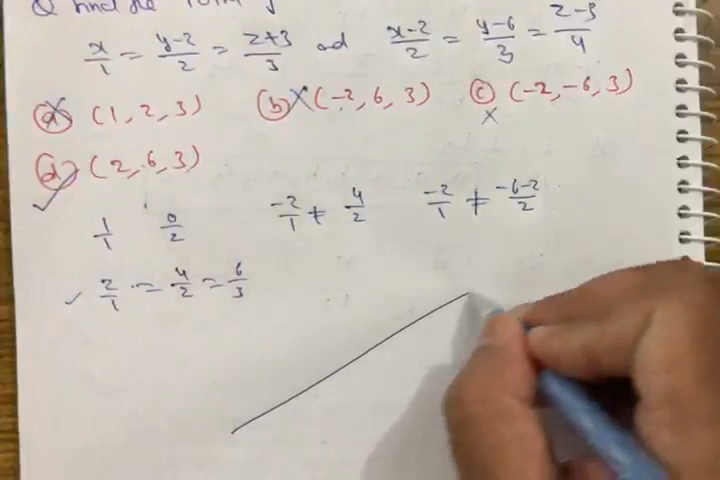 Q find the
x/1 = y-2/2 = z+3/3 and x-2/2 = y-6/3 = z-3/4
(a) (1, 2, 3) (b) (-2, 6, 3) (c) (-2, -6, 3)
(d) (2, 6, 3)
1/1 0/2 -2/1 ≠ 4/2 -2/1 ≠ -6-2/2
✓ 2/1 = 4/2 = 6/3